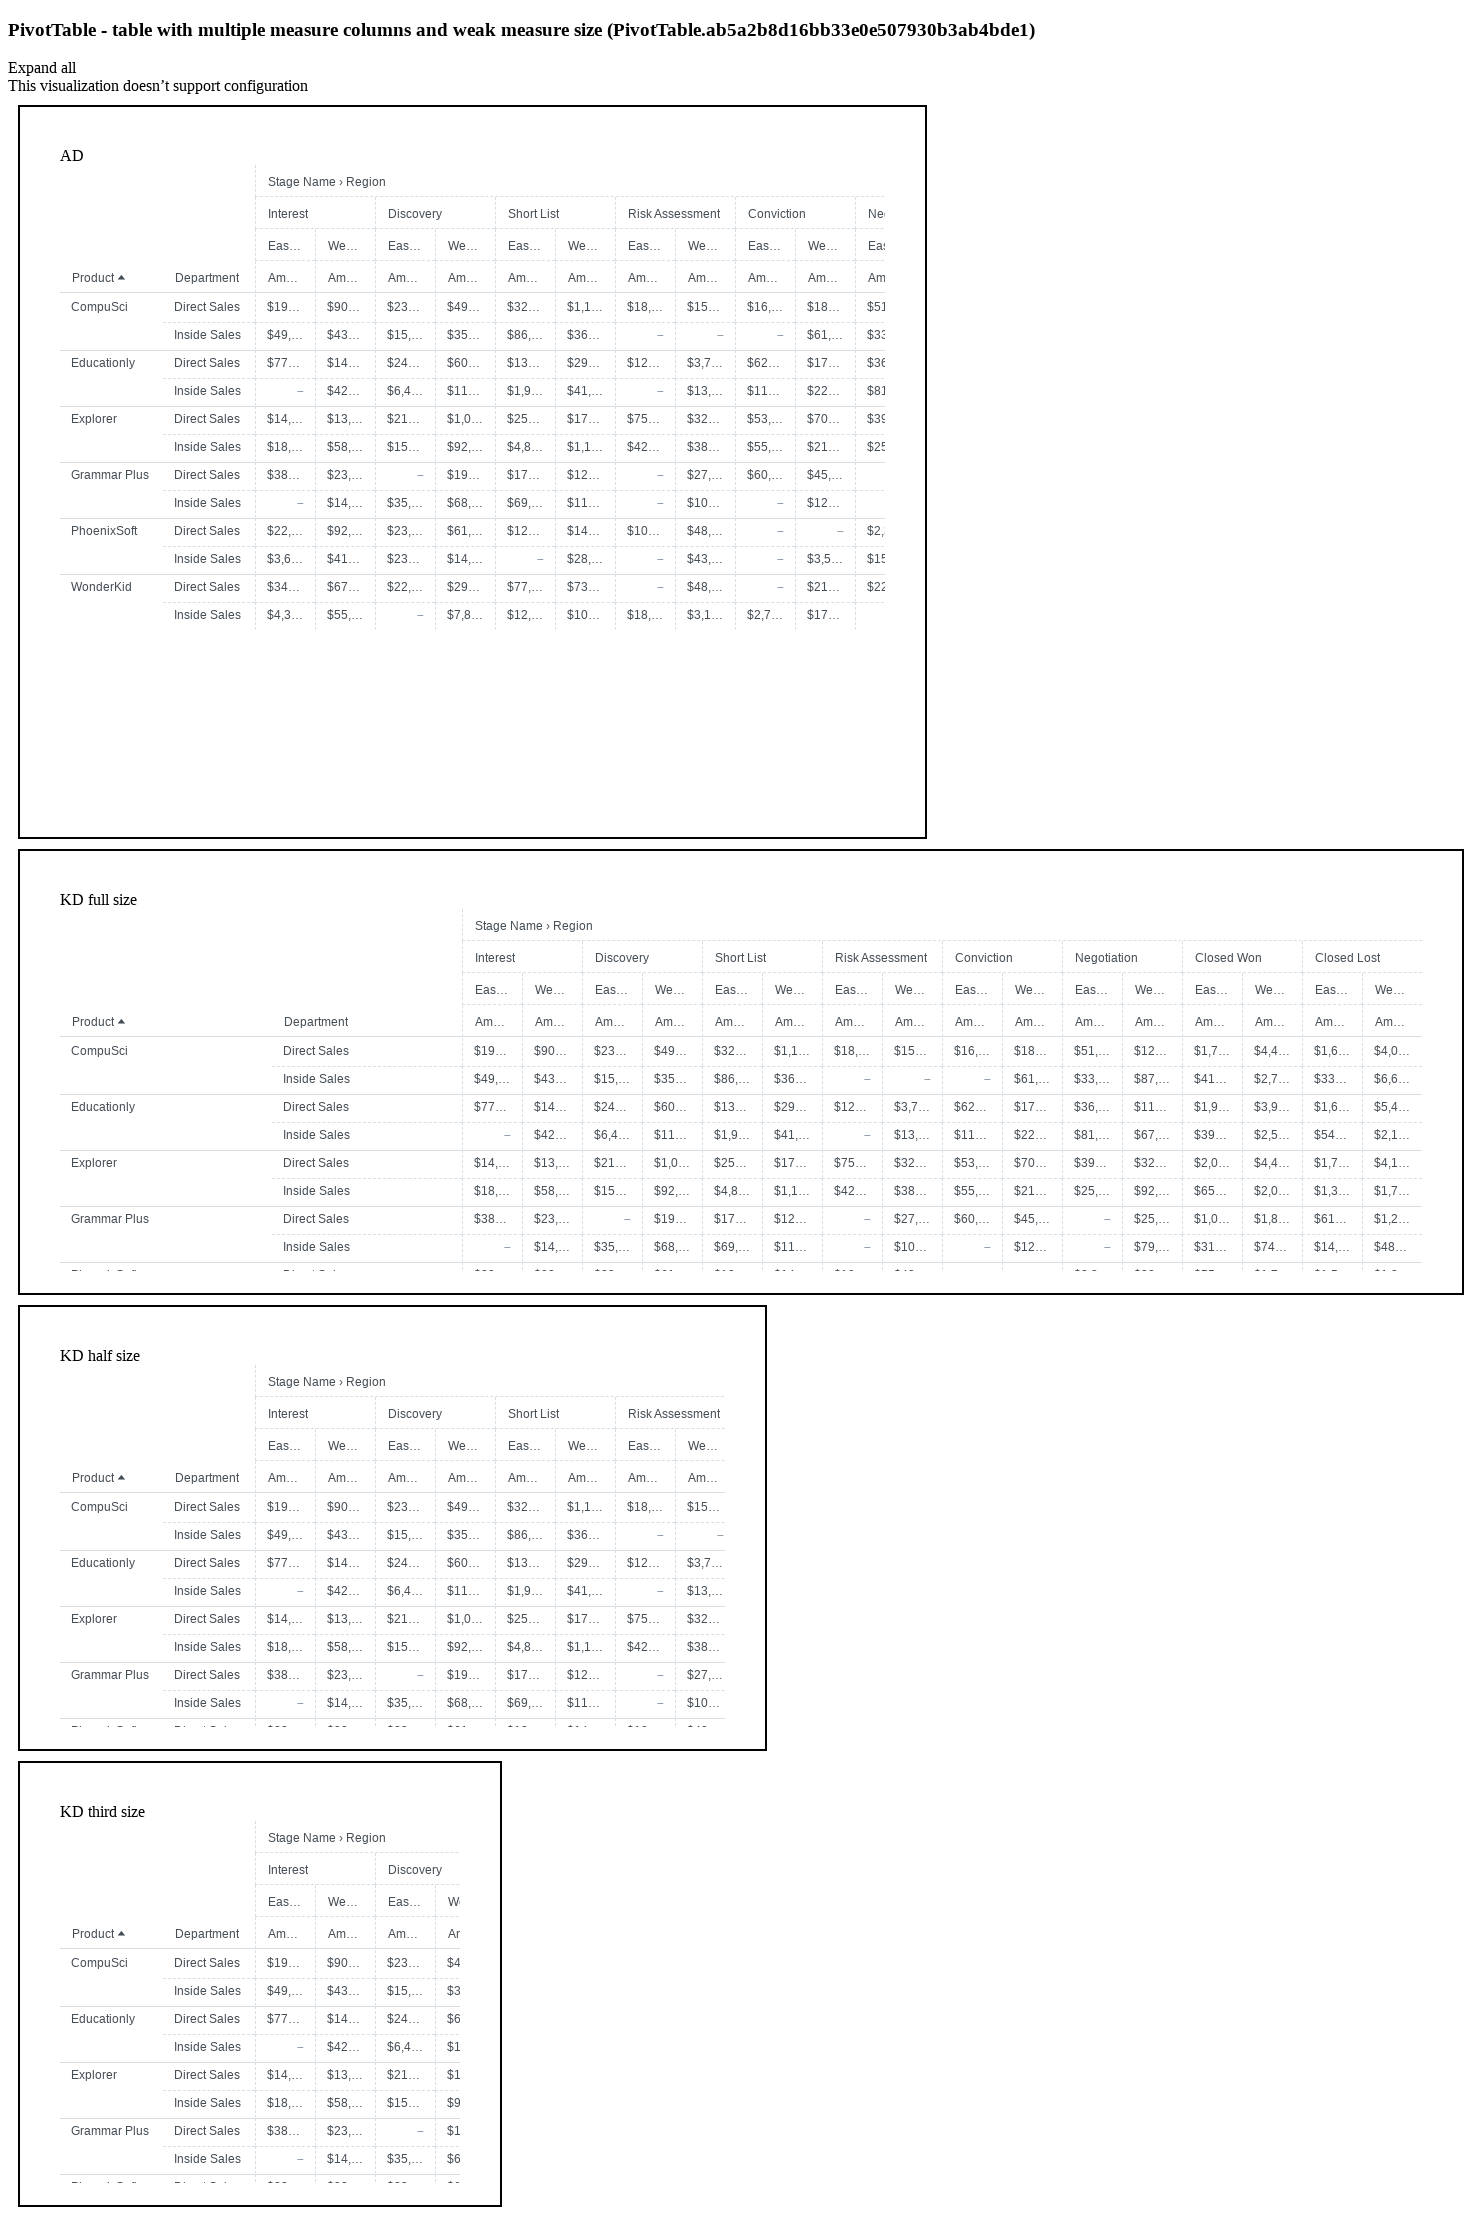 PivotTable - table with multiple measure columns and weak measure size (PivotTable.ab5a2b8d16bb33e0e507930b3ab4bde1)
Expand all
This visualization doesn’t support configuration
AD
Stage Name › Region
Interest Discovery Short List Risk Assessment Conviction
Eas… We… Eas… We… Eas… We… Eas… We… Eas… We…
Product Department Am… Am… Am… Am… Am… Am… Am… Am… Am… Am… Am
CompuSci Direct Sales $19… $90… $23… $49… $32… $1,1… $18,… $15… $16,… $18… $51
Inside Sales $49,… $43… $15,… $35… $86,… $36… – – – $61,… $33
Educationly Direct Sales $77… $14… $24… $60… $13… $29… $12… $3,7… $62… $17… $36
Inside Sales – $42… $6,4… $11… $1,9… $41,… – $13,… $11… $22… $81
Explorer Direct Sales $14,… $13,… $21… $1,0… $25… $17… $75… $32… $53,… $70… $39
Inside Sales $18,… $58,… $15… $92,… $4,8… $1,1… $42… $38… $55,… $21… $25
Grammar Plus Direct Sales $38… $23,… – $19… $17… $12… – $27,… $60,… $45,…
Inside Sales – $14,… $35,… $68,… $69,… $11… – $10… – $12…
PhoenixSoft Direct Sales $22,… $92,… $23,… $61,… $12… $14… $10… $48,… – – $2,
Inside Sales $3,6… $41… $23… $14,… – $28,… – $43,… – $3,5… $15
WonderKid Direct Sales $34… $67… $22,… $29… $77,… $73… – $48,… – $21… $22
Inside Sales $4,3… $55,… – $7,8… $12,… $10… $18,… $3,1… $2,7… $17…
KD full size
Stage Name › Region
Interest Discovery Short List Risk Assessment Conviction Negotiation Closed Won Closed Lost
Eas… We… Eas… We… Eas… We… Eas… We… Eas… We… Eas… We… Eas… We… Eas… We…
Product Department Am… Am… Am… Am… Am… Am… Am… Am… Am… Am… Am… Am… Am… Am… Am… Am…
CompuSci Direct Sales $19… $90… $23… $49… $32… $1,1… $18,… $15… $16,… $18… $51,… $12… $1,7… $4,4… $1,6… $4,0…
Inside Sales $49,… $43… $15,… $35… $86,… $36… – – – $61,… $33,… $87,… $41… $2,7… $33… $6,6…
Educationly Direct Sales $77… $14… $24… $60… $13… $29… $12… $3,7… $62… $17… $36,… $11… $1,9… $3,9… $1,6… $5,4…
Inside Sales – $42… $6,4… $11… $1,9… $41,… – $13,… $11… $22… $81,… $67,… $39… $2,5… $54… $2,1…
Explorer Direct Sales $14,… $13,… $21… $1,0… $25… $17… $75… $32… $53,… $70… $39… $32… $2,0… $4,4… $1,7… $4,1…
Inside Sales $18,… $58,… $15… $92,… $4,8… $1,1… $42… $38… $55,… $21… $25,… $92,… $65… $2,0… $1,3… $1,7…
Grammar Plus Direct Sales $38… $23,… – $19… $17… $12… – $27,… $60,… $45,… – $25,… $1,0… $1,8… $61… $1,2…
Inside Sales – $14,… $35,… $68,… $69,… $11… – $10… – $12… – $79,… $31… $74… $14,… $48…
KD half size
Stage Name › Region
Interest Discovery Short List Risk Assessment
Eas… We… Eas… We… Eas… We… Eas… We…
Product Department Am… Am… Am… Am… Am… Am… Am… Am…
CompuSci Direct Sales $19… $90… $23… $49… $32… $1,1… $18,… $15…
Inside Sales $49,… $43… $15,… $35… $86,… $36… – –
Educationly Direct Sales $77… $14… $24… $60… $13… $29… $12… $3,7…
Inside Sales – $42… $6,4… $11… $1,9… $41,… – $13,…
Explorer Direct Sales $14,… $13,… $21… $1,0… $25… $17… $75… $32…
Inside Sales $18,… $58,… $15… $92,… $4,8… $1,1… $42… $38…
Grammar Plus Direct Sales $38… $23,… – $19… $17… $12… – $27,…
Inside Sales – $14,… $35,… $68,… $69,… $11… – $10…
KD third size
Stage Name › Region
Interest Discovery
Eas… We… Eas… We
Product Department Am… Am… Am…
CompuSci Direct Sales $19… $90… $23… $4
Inside Sales $49,… $43… $15,… $3
Educationly Direct Sales $77… $14… $24… $6
Inside Sales – $42… $6,4… $1
Explorer Direct Sales $14,… $13,… $21… $1
Inside Sales $18,… $58,… $15… $9
Grammar Plus Direct Sales $38… $23,… – $1
Inside Sales – $14,… $35,… $6